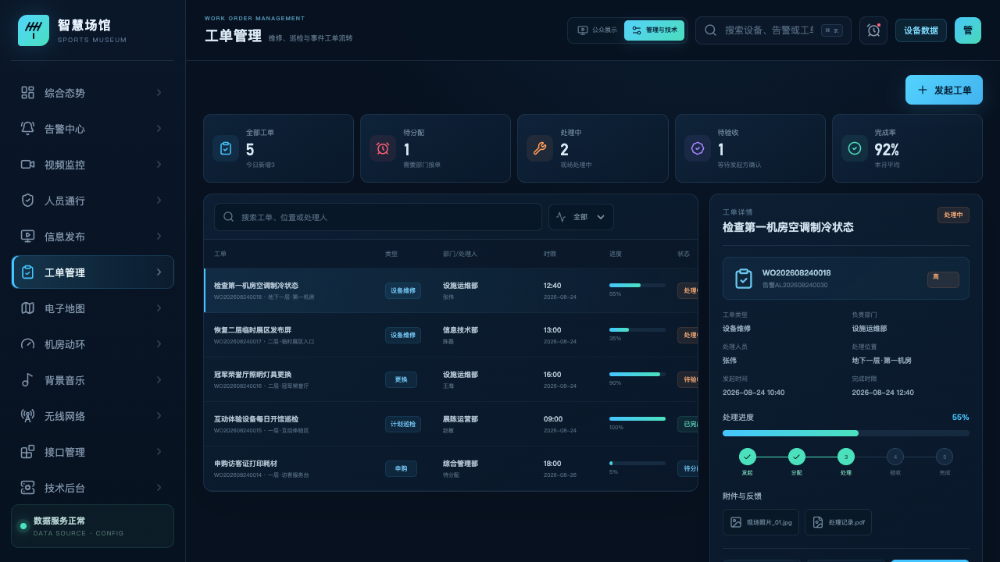 智慧场馆
SPORTS MUSEUM
综合态势
告警中心
视频监控
人员通行
信息发布
工单管理
电子地图
机房动环
背景音乐
无线网络
接口管理
技术后台
数据服务正常
DATA SOURCE · CONFIG
WORK ORDER MANAGEMENT
工单管理 维修、巡检与事件工单流转
公众展示
管理与技术
搜索设备、告警或工单
⌘ K
设备数据
管
发起工单
全部工单
5
今日新增3
待分配
1
需要部门接单
处理中
2
现场处理中
待验收
1
等待发起方确认
完成率
92%
本月平均
搜索工单、位置或处理人
全部
工单 类型 部门/处理人 时限 进度 状态
检查第一机房空调制冷状态
WO202608240018 · 地下一层·第一机房
设备维修
设施运维部
张伟
12:40
2026-08-24
55%
处理中
恢复二层临时展区发布屏
WO202608240017 · 二层·临时展区入口
设备维修
信息技术部
陈磊
13:00
2026-08-24
35%
处理中
冠军荣誉厅照明灯具更换
WO202608240016 · 二层·冠军荣誉厅
更换
设施运维部
王海
16:00
2026-08-24
90%
待验
互动体验设备每日开馆巡检
WO202608240015 · 一层·互动体验区
计划巡检
展陈运营部
赵敏
09:00
2026-08-24
100%
已完
申购访客证打印耗材
WO202608240014 · 一层·访客服务台
申购
综合管理部
待分配
18:00
2026-08-26
5%
待分
工单详情
检查第一机房空调制冷状态
处理中
WO202608240018
告警AL202608240030
高
工单类型
设备维修
负责部门
设施运维部
处理人员
张伟
处理位置
地下一层·第一机房
发起时间
2026-08-24 10:40
完成时限
2026-08-24 12:40
处理进度 55%
3 4 5
发起 分配 处理 验收 完成
附件与反馈
现场照片_01.jpg
处理记录.pdf